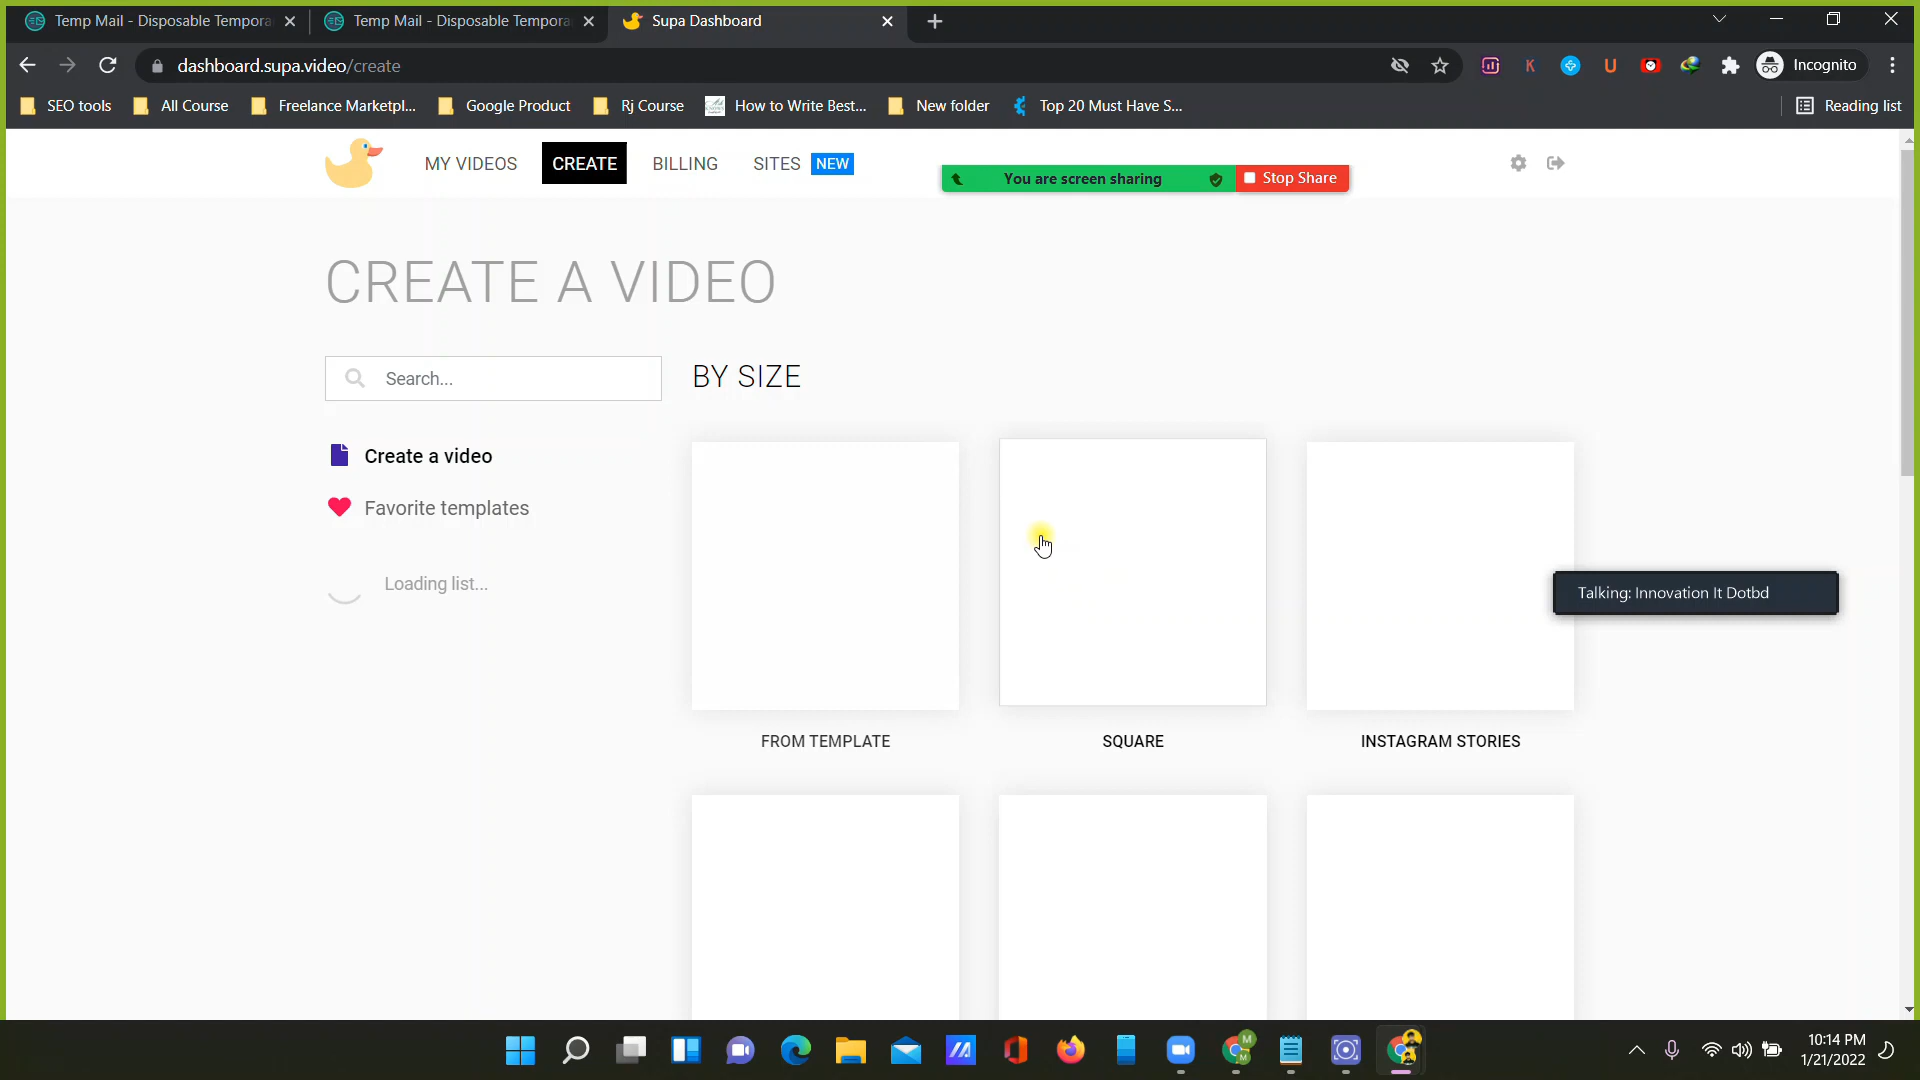 Temp Mail - Disposable Tempora
Temp Mail - Disposable Tempora
Supa Dashboard
dashboard.supa.video/create
Incognito
SEO tools
All Course
Freelance Marketpl...
Google Product
Rj Course
How to Write Best...
New folder
Top 20 Must Have S...
Reading list
MY VIDEOS
CREATE
BILLING
SITES NEW
You are screen sharing
Stop Share
CREATE A VIDEO
Search...
BY SIZE
Create a video
Favorite templates
Loading list...
Talking: Innovation It Dotbd
FROM TEMPLATE
SQUARE
INSTAGRAM STORIES
10:14 PM
1/21/2022